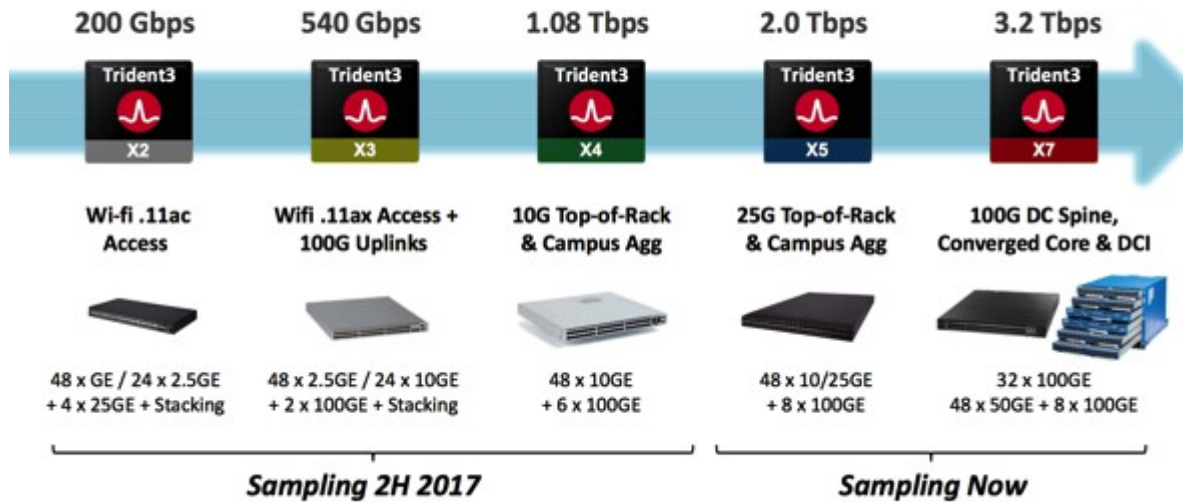 200 Gbps
540 Gbps
1.08 Tbps
2.0 Tbps
3.2 Tbps
Trident3
X2
Trident3
X3
Trident3
X4
Trident3
X5
Trident3
X7
Wi-fi .11ac
Access
Wifi .11ax Access +
100G Uplinks
10G Top-of-Rack
& Campus Agg
25G Top-of-Rack
& Campus Agg
100G DC Spine,
Converged Core & DCI
48 x GE / 24 x 2.5GE
+ 4 x 25GE + Stacking
48 x 2.5GE / 24 x 10GE
+ 2 x 100GE + Stacking
48 x 10GE
+ 6 x 100GE
48 x 10/25GE
+ 8 x 100GE
32 x 100GE
48 x 50GE + 8 x 100GE
Sampling 2H 2017
Sampling Now